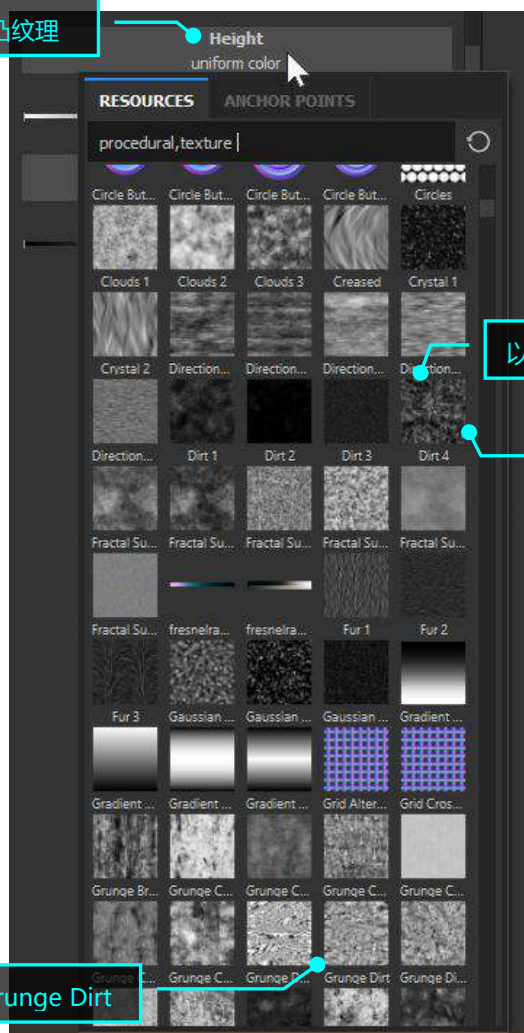 凸纹理
Height
uniform color
RESOURCES ANCHOR POINTS
procedural,texture
Circle But... Circle But... Circle But... Circle But... Circles
Clouds 1 Clouds 2 Clouds 3 Creased Crystal 1
以
Crystal 2 Direction... Direction... Direction... Direction...
Direction... Dirt 1 Dirt 2 Dirt 3 Dirt 4
Fractal Su... Fractal Su... Fractal Su... Fractal Su... Fractal Su...
Fractal Su... fresnelra... fresnelra... Fur 1 Fur 2
Fur 3 Gaussian ... Gaussian ... Gaussian ... Gradient ...
Gradient ... Gradient ... Gradient ... Grid Alter... Grid Cros...
Grunge Br... Grunge C... Grunge C... Grunge C... Grunge C...
Grunge C... Grunge C... Grunge D... Grunge Dirt Grunge Di...
runge Dirt